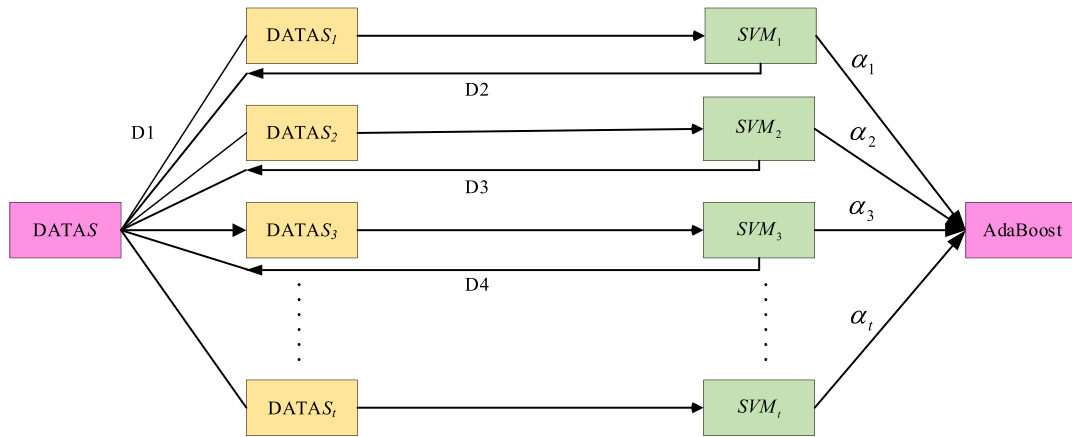 DATAS₁
SVM₁
α₁
D2
D1
DATAS₂
SVM₂
α₂
D3
DATAS
DATAS₃
SVM₃
α₃
AdaBoost
D4
αₜ
DATASₜ
SVMₜ